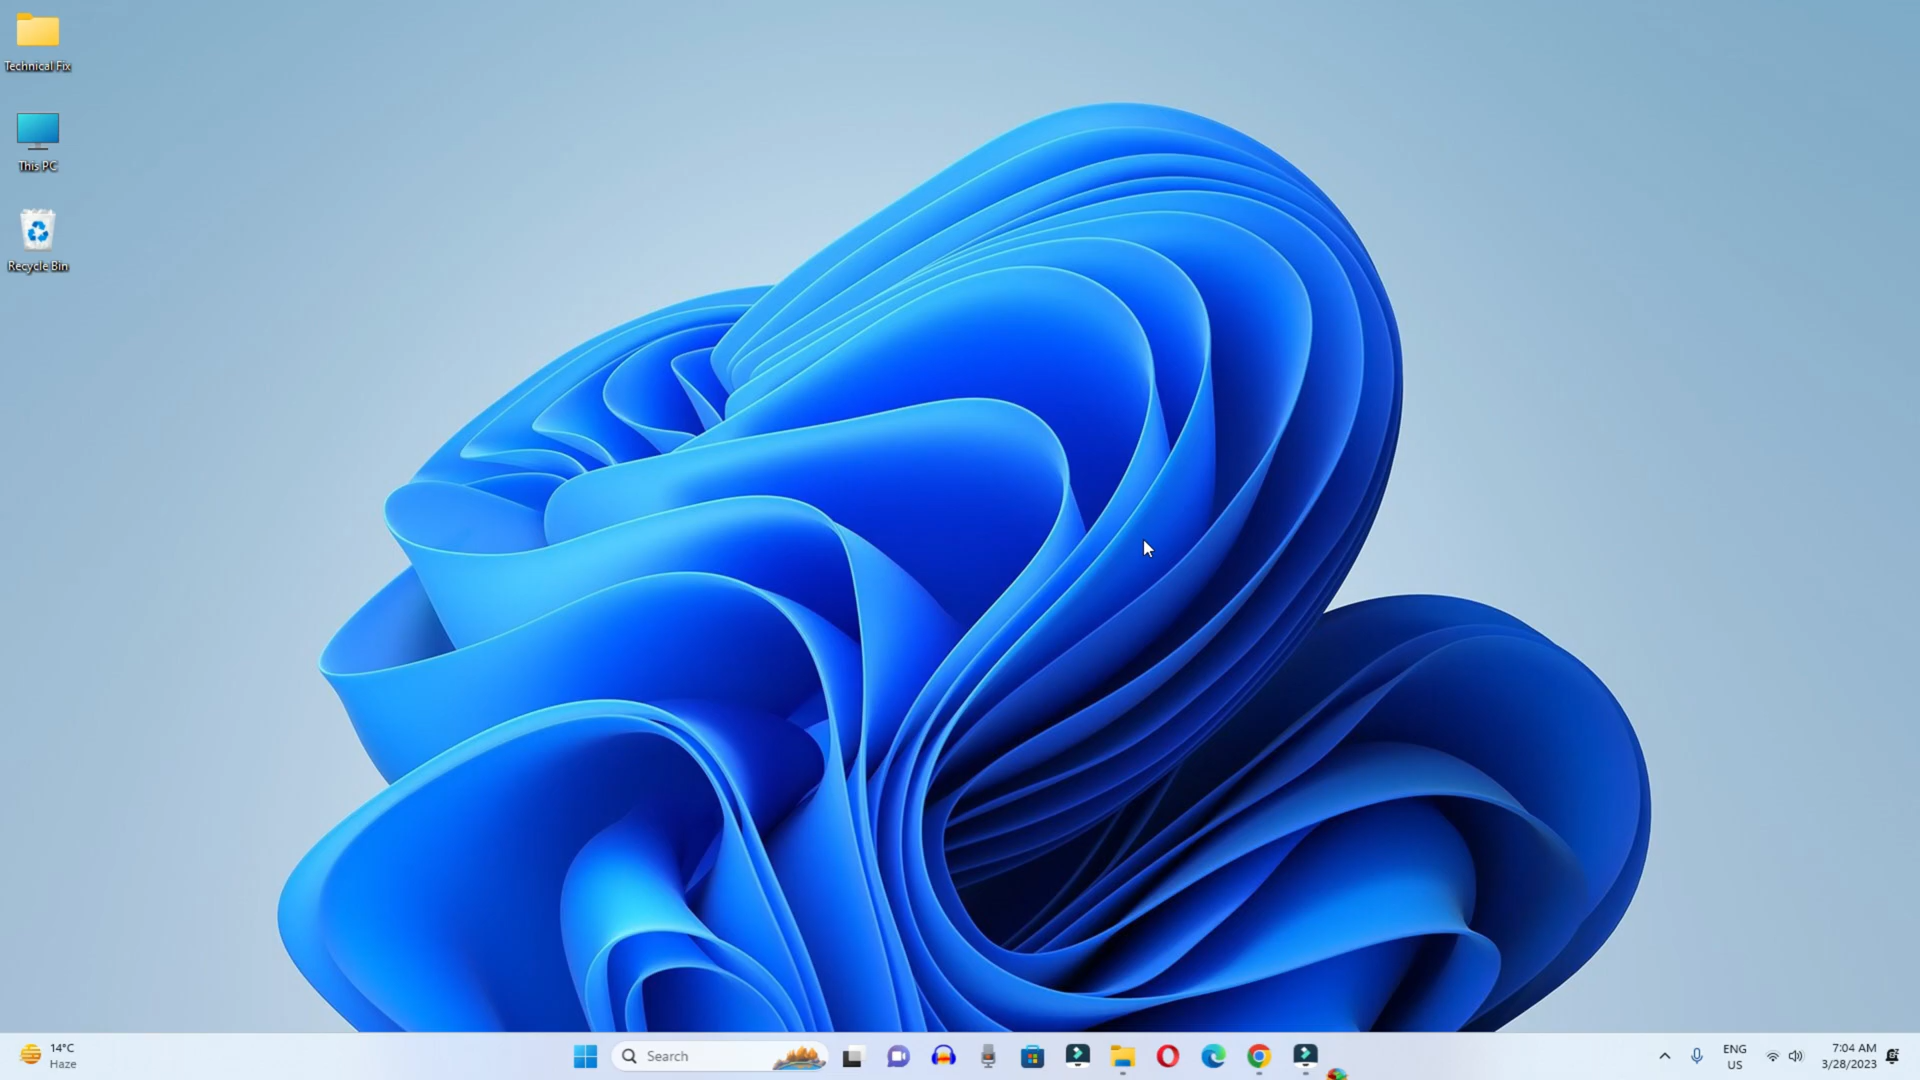 Technical Fix
This PC
Recycle Bin
14°C
Haze
Search
ENG
US
7:04 AM
3/28/2023